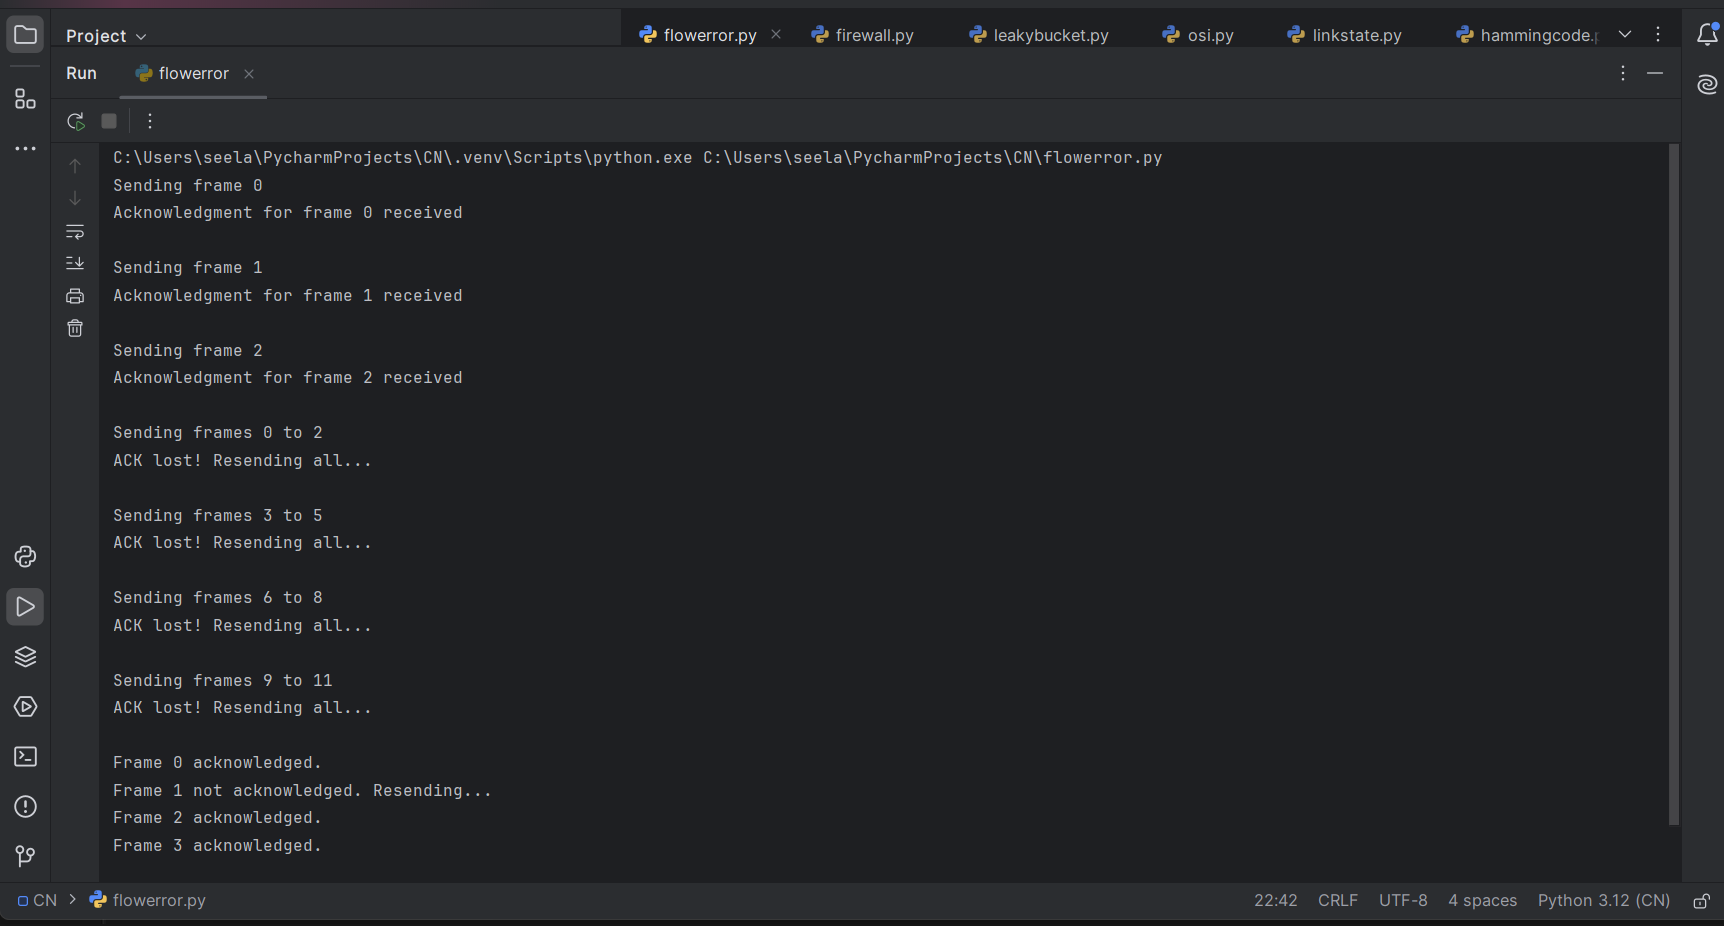 Project
flowerror.py
firewall.py
leakybucket.py
osi.py
linkstate.py
hammingcode.p
Run
flowerror
C:\Users\seela\PycharmProjects\CN\.venv\Scripts\python.exe C:\Users\seela\PycharmProjects\CN\flowerror.py
Sending frame 0
Acknowledgment for frame 0 received
Sending frame 1
Acknowledgment for frame 1 received
Sending frame 2
Acknowledgment for frame 2 received
Sending frames 0 to 2
ACK lost! Resending all...
Sending frames 3 to 5
ACK lost! Resending all...
Sending frames 6 to 8
ACK lost! Resending all...
Sending frames 9 to 11
ACK lost! Resending all...
Frame 0 acknowledged.
Frame 1 not acknowledged. Resending...
Frame 2 acknowledged.
Frame 3 acknowledged.
CN > flowerror.py
22:42 CRLF UTF-8 4 spaces Python 3.12 (CN)